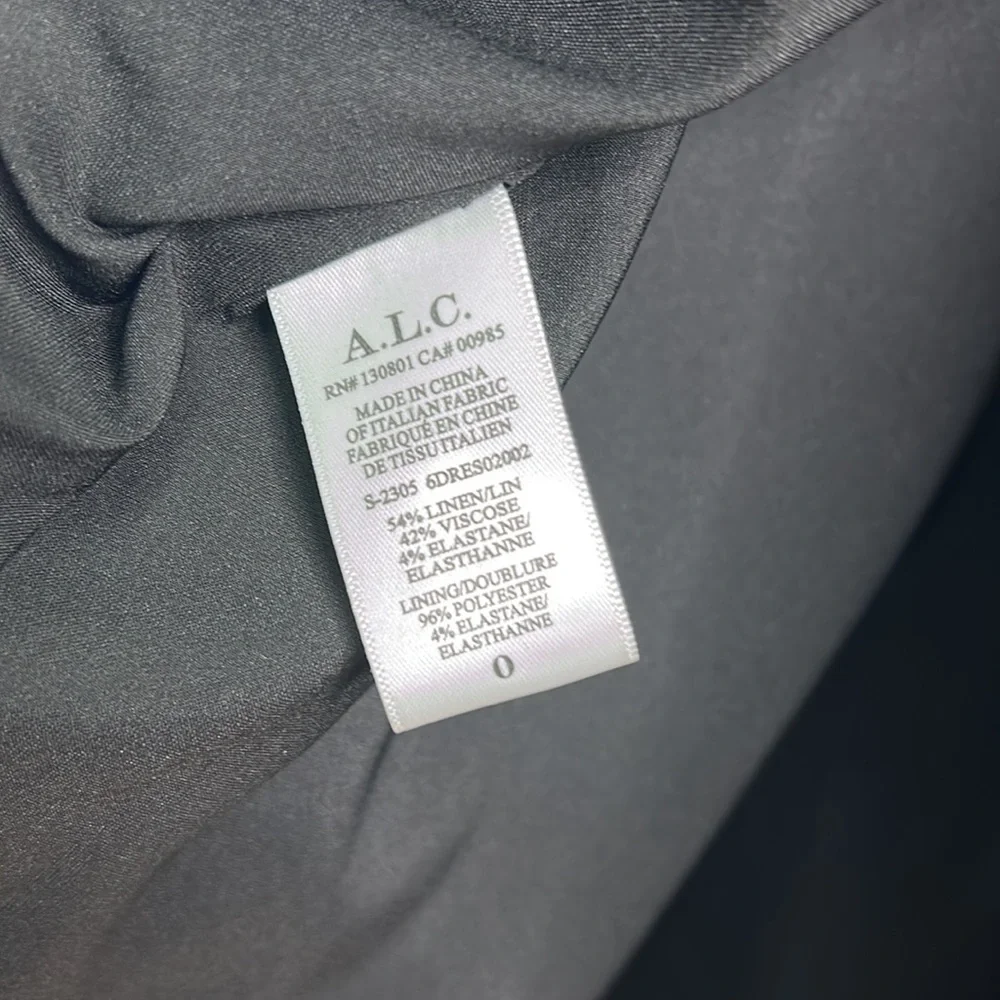 A.L.C.
RN# 130801 CA# 00985
MADE IN CHINA
OF ITALIAN FABRIC
FABRIQUÉ EN CHINE
DE TISSU ITALIEN
S-2305 6DRES02002
54% LINEN/LIN
42% VISCOSE
4% ELASTANE/
ELASTHANNE
LINING/DOUBLURE
96% POLYESTER
4% ELASTANE/
ELASTHANNE
0